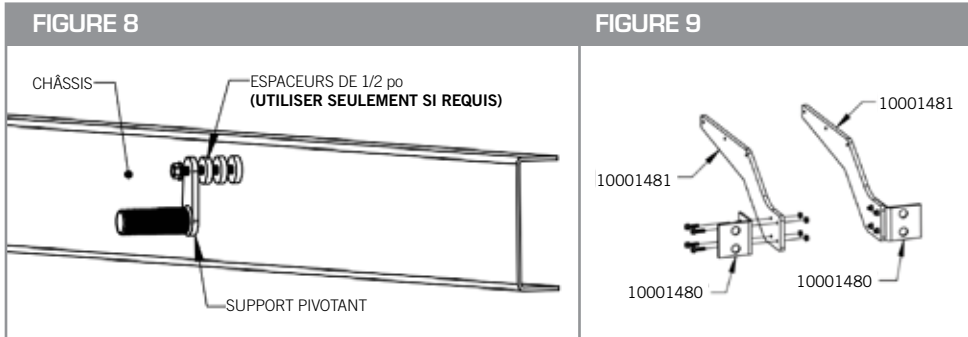 FIGURE 8
CHÂSSIS
ESPACEURS DE 1/2 po
(UTILISER SEULEMENT SI REQUIS)
SUPPORT PIVOTANT
FIGURE 9
10001481
10001481
10001480
10001480